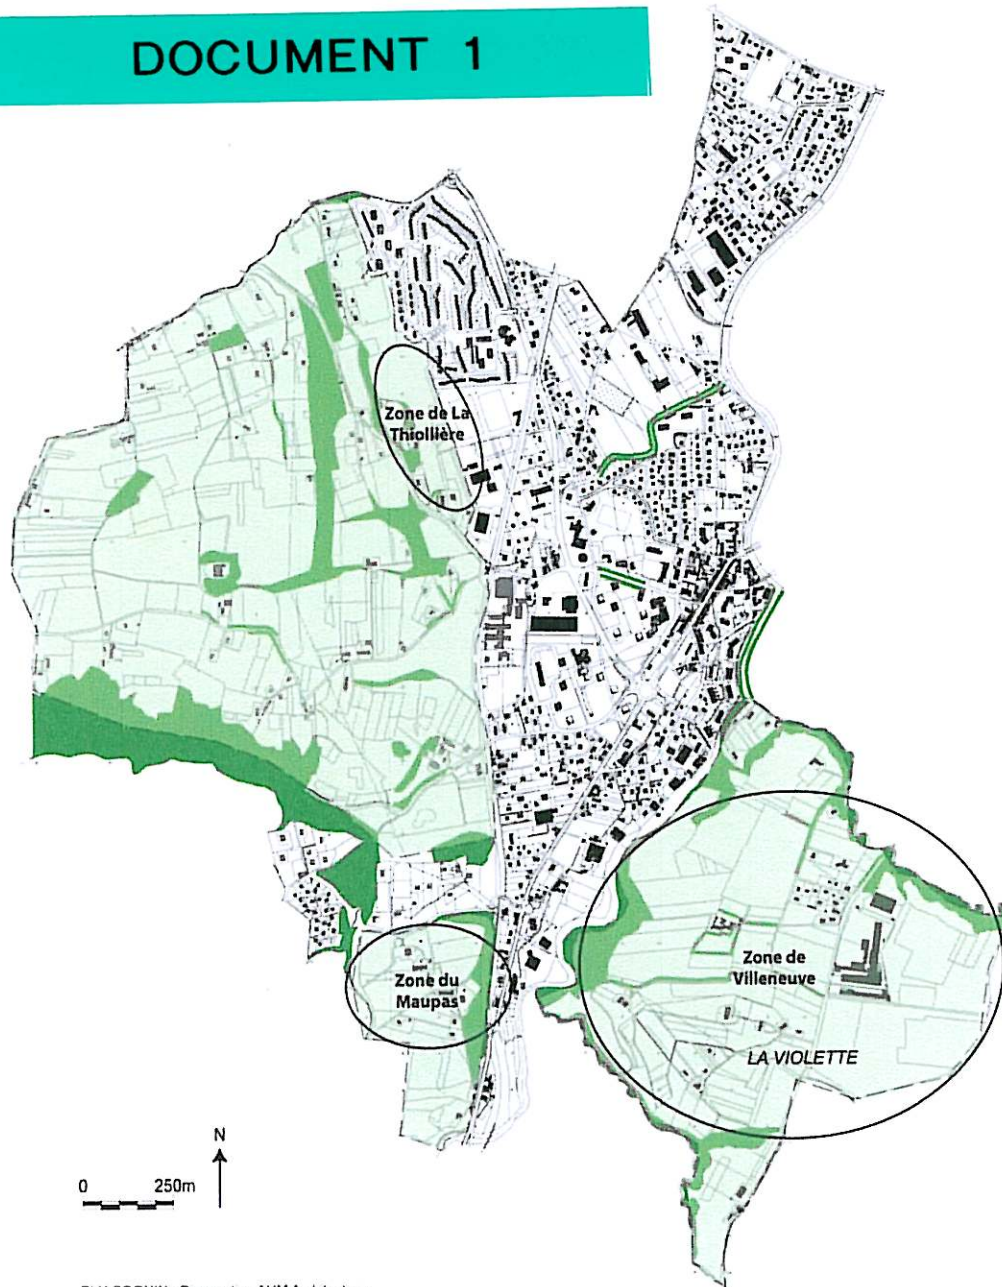 DOCUMENT 1
Zone de La
Thiollière
Zone de
Villeneuve
Zone du
Maupas
LA VIOLETTE
N
0 250m